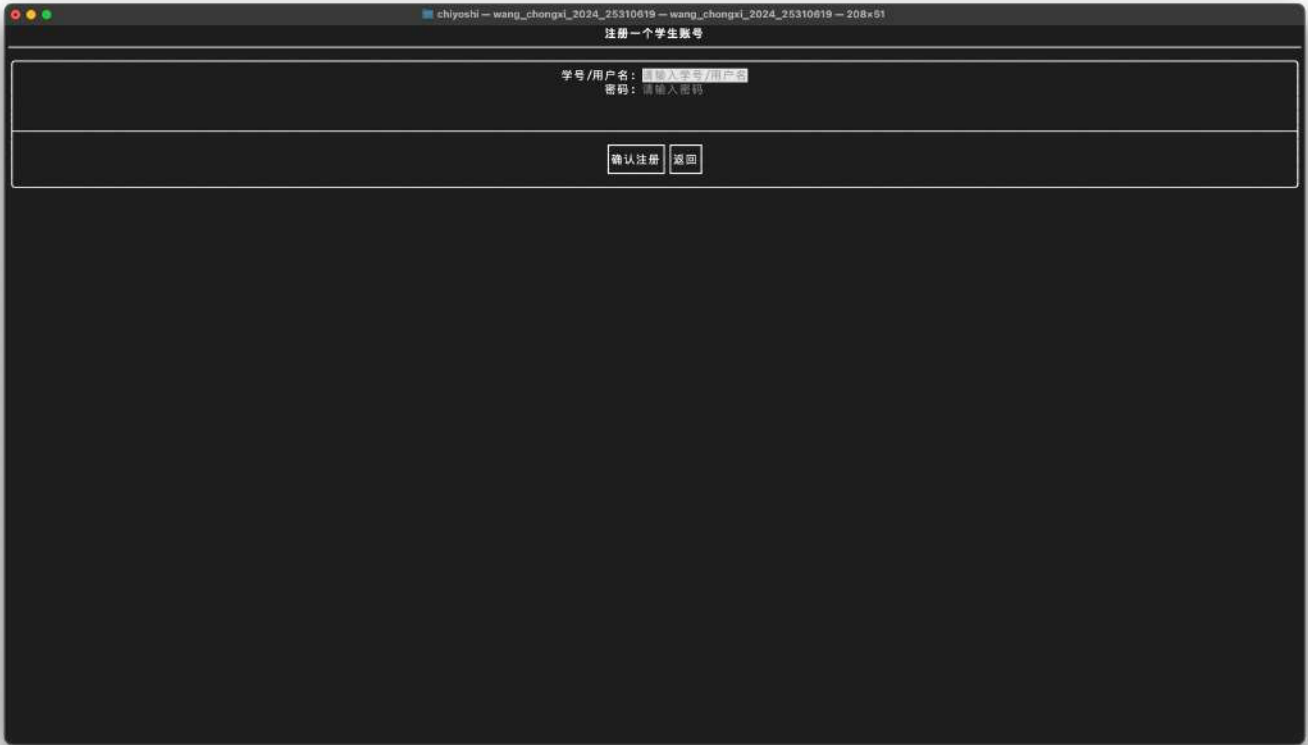 chiyoshi — wang_chongxi_2024_25310619 — wang_chongxi_2024_25310619 — 208×51
注册一个学生账号
学号/用户名: 请输入学号/用户名
密码: 请输入密码
确认注册 返回